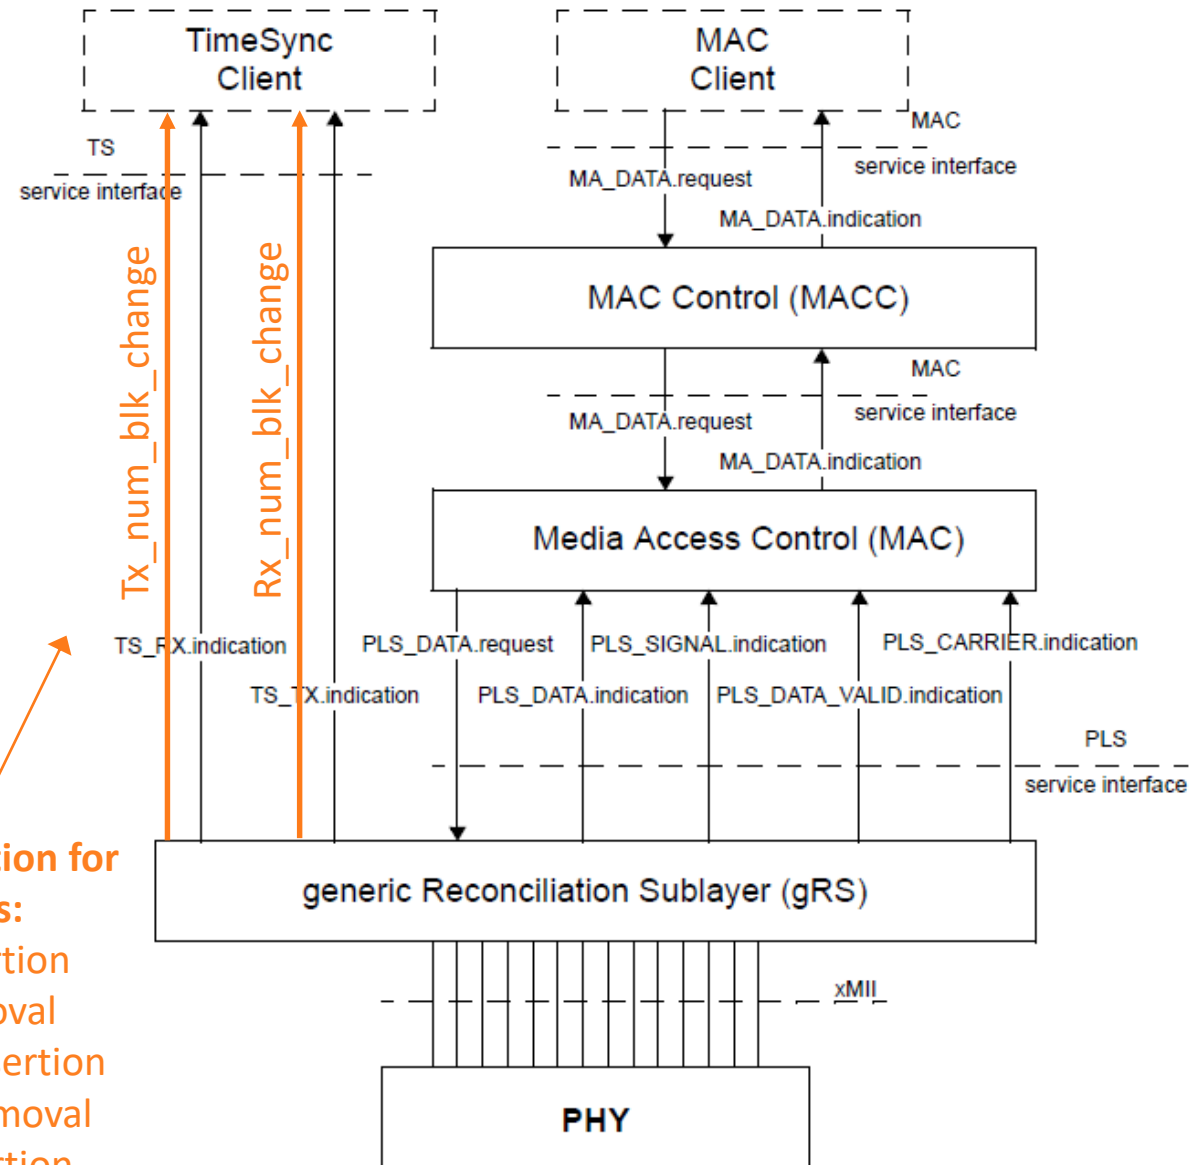 TimeSync
Client
MAC
Client
TS
service interface
MAC
service interface
MA_DATA.request
MA_DATA.indication
Tx_num_blk_change
Rx_num_blk_change
MAC Control (MACC)
MAC
service interface
MA_DATA.request
MA_DATA.indication
Media Access Control (MAC)
TS_RX.indication
PLS_DATA.request
PLS_SIGNAL.indication
PLS_CARRIER.indication
TS_TX.indication
PLS_DATA.indication
PLS_DATA_VALID.indication
PLS
service interface
tion for
s:
rtion
oval
sertion
moval
generic Reconciliation Sublayer (gRS)
xMII
PHY